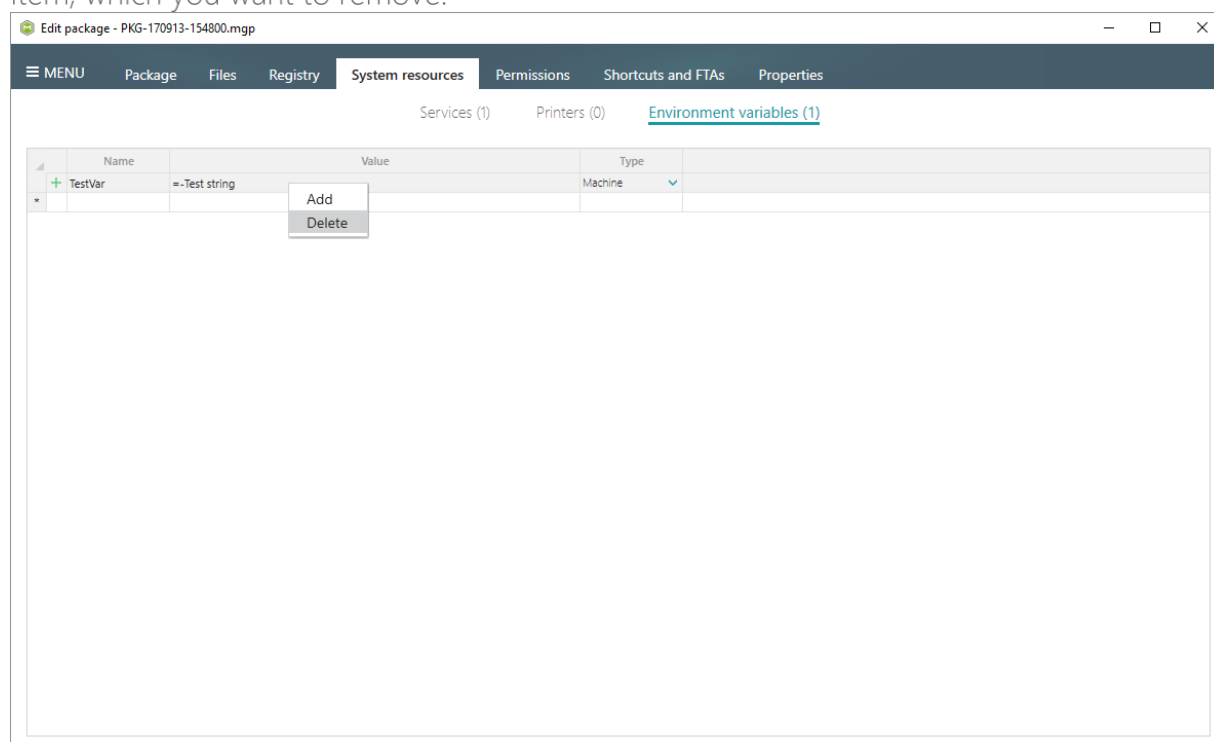 item, which you want to remove.
Edit package - PKG-170913-154800.mgp
MENU Package Files Registry System resources Permissions Shortcuts and FTAs Properties
Services (1) Printers (0) Environment variables (1)
Name Value Type
TestVar =-Test string Machine
*
Add
Delete